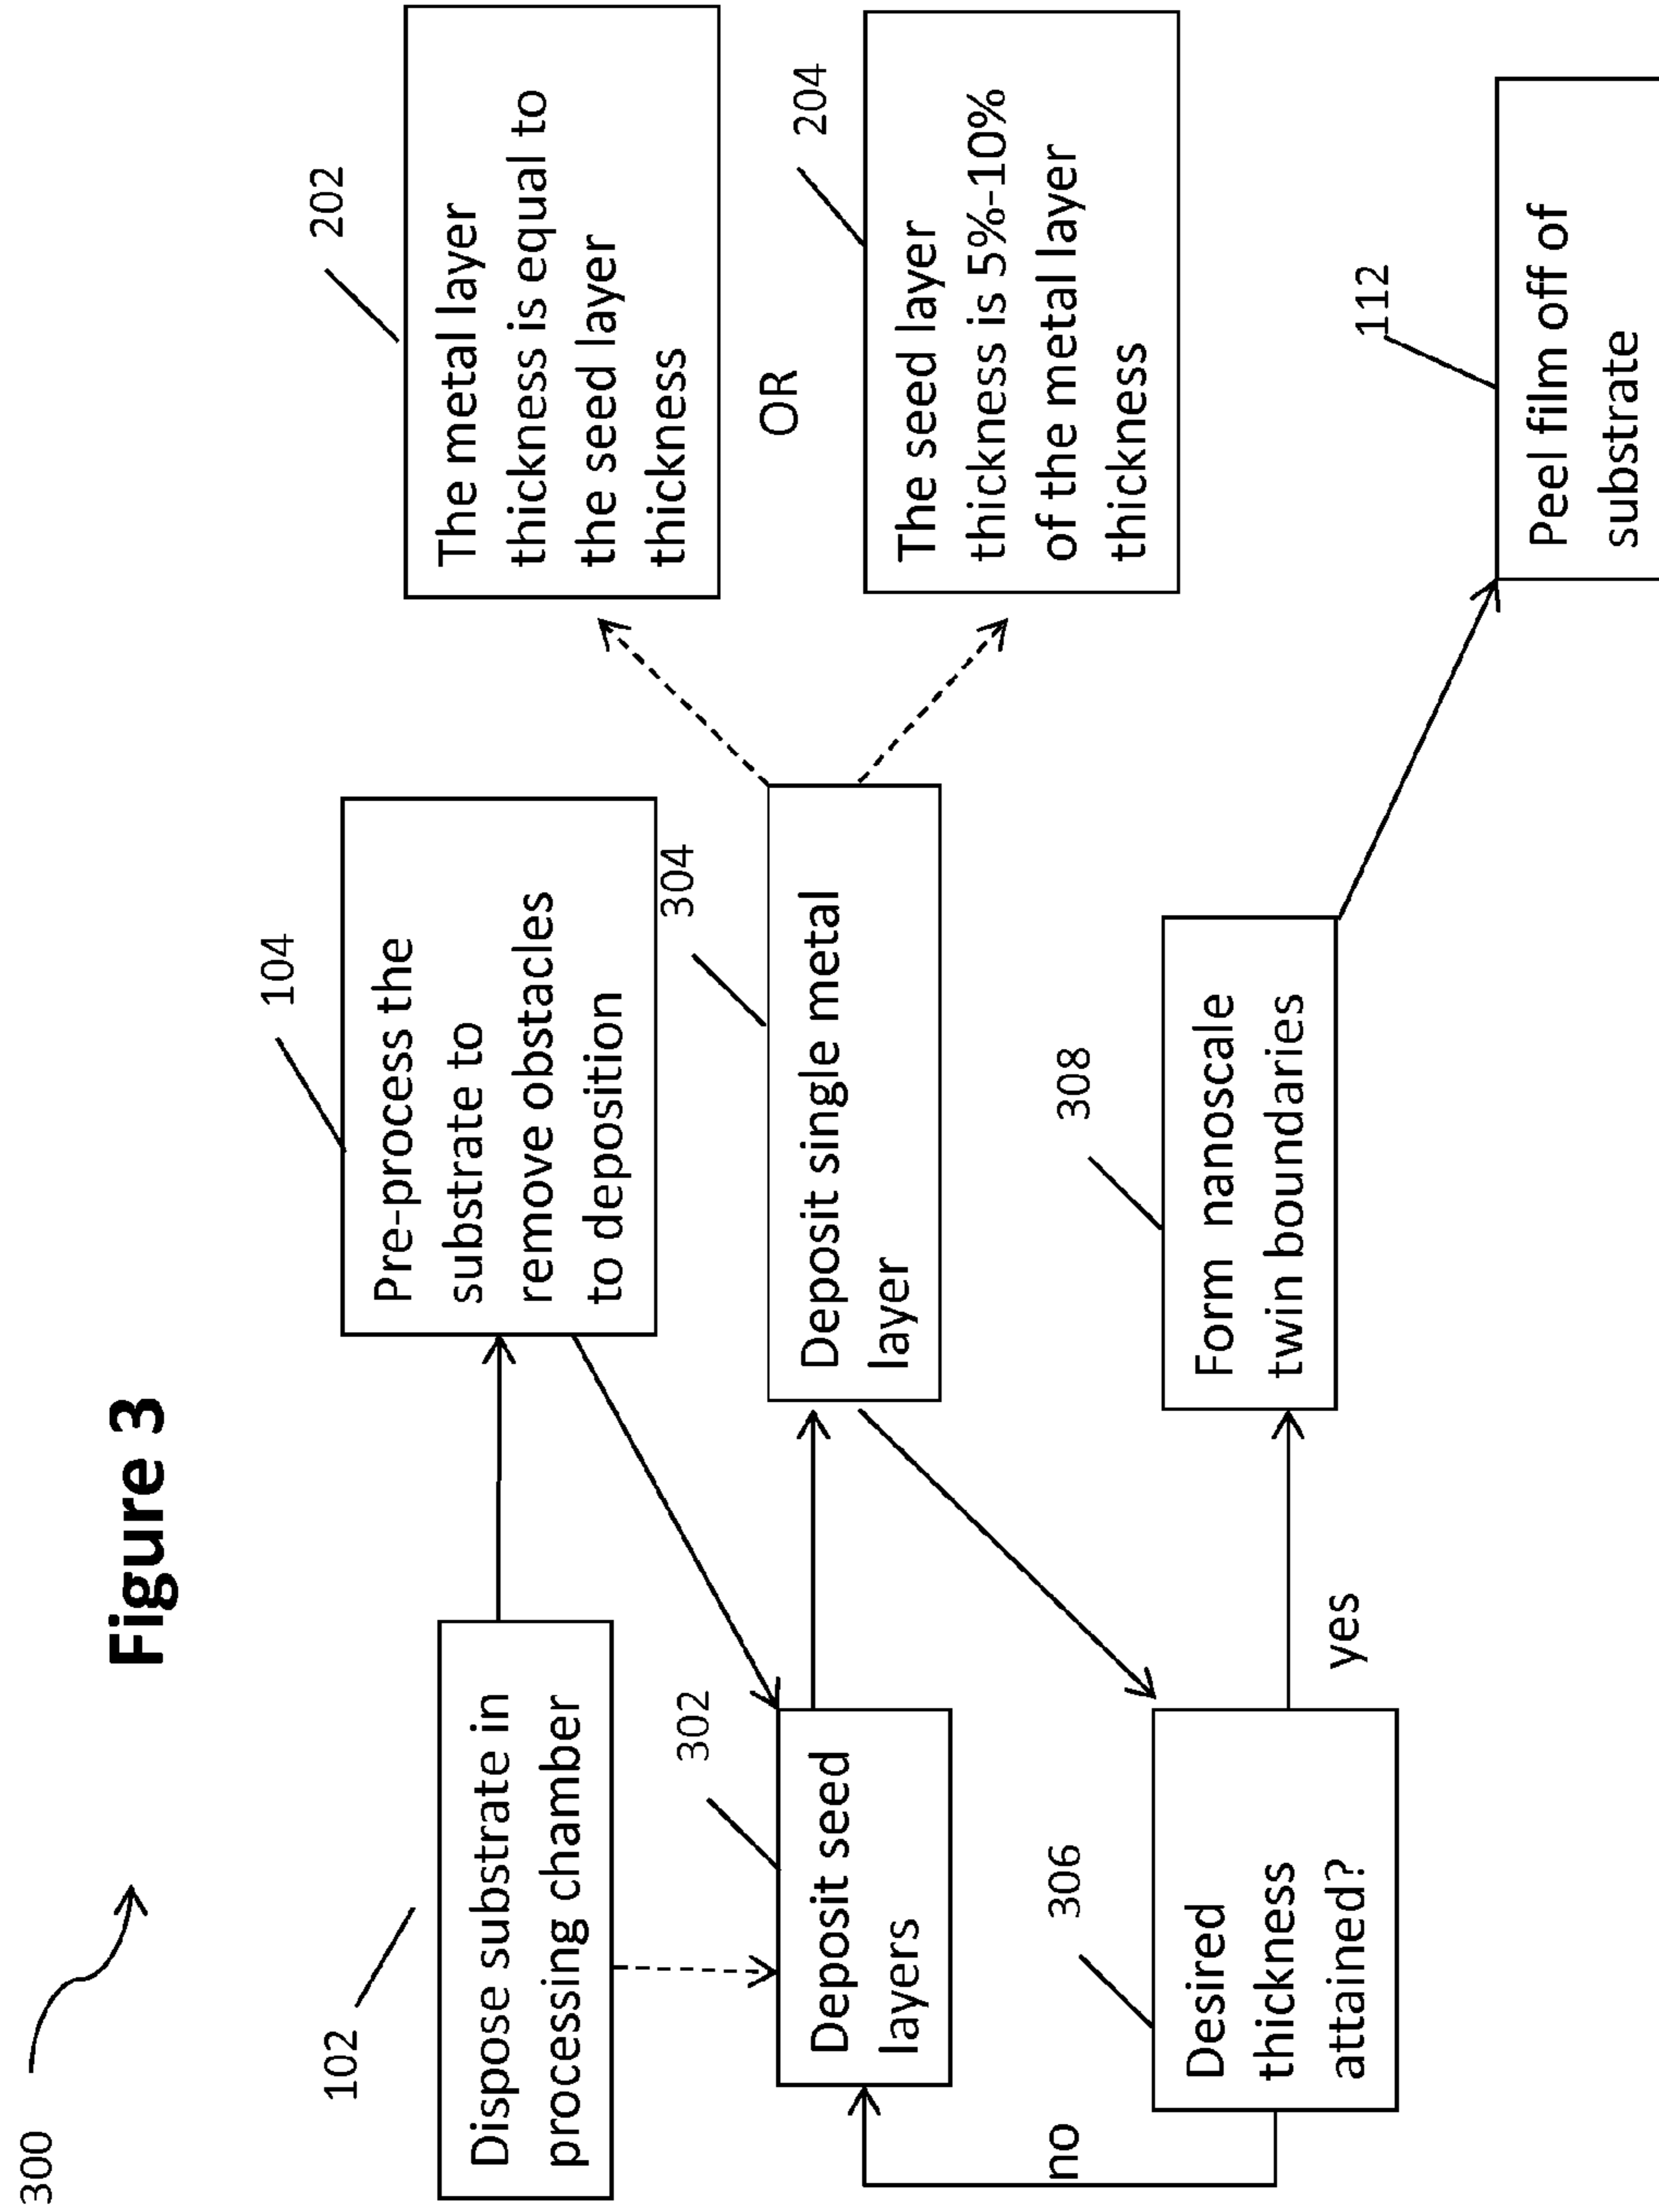 300
Figure 3
102
Dispose substrate in
processing chamber
104
Pre-process the
substrate to
remove obstacles
to deposition
202
The metal layer
thickness is equal to
the seed layer
thickness
OR
302
Deposit seed
layers
304
Deposit single metal
layer
204
The seed layer
thickness is 5%-10%
of the metal layer
thickness
no
306
Desired
thickness
attained?
yes
308
Form nanoscale
twin boundaries
112
Peel film off of
substrate